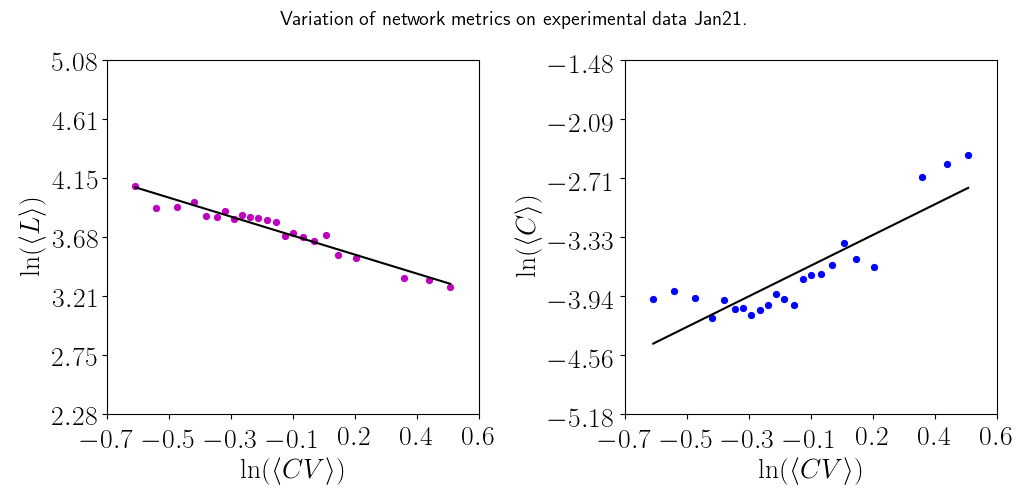 Variation of network metrics on experimental data Jan21.
5.08
4.61
4.15
3.68
3.21
2.75
2.28
ln(⟨L⟩)
−0.7 −0.5 −0.3 −0.1 0.2 0.4 0.6
ln(⟨CV⟩)
−1.48
−2.09
−2.71
−3.33
−3.94
−4.56
−5.18
ln(⟨C⟩)
−0.7 −0.5 −0.3 −0.1 0.2 0.4 0.6
ln(⟨CV⟩)